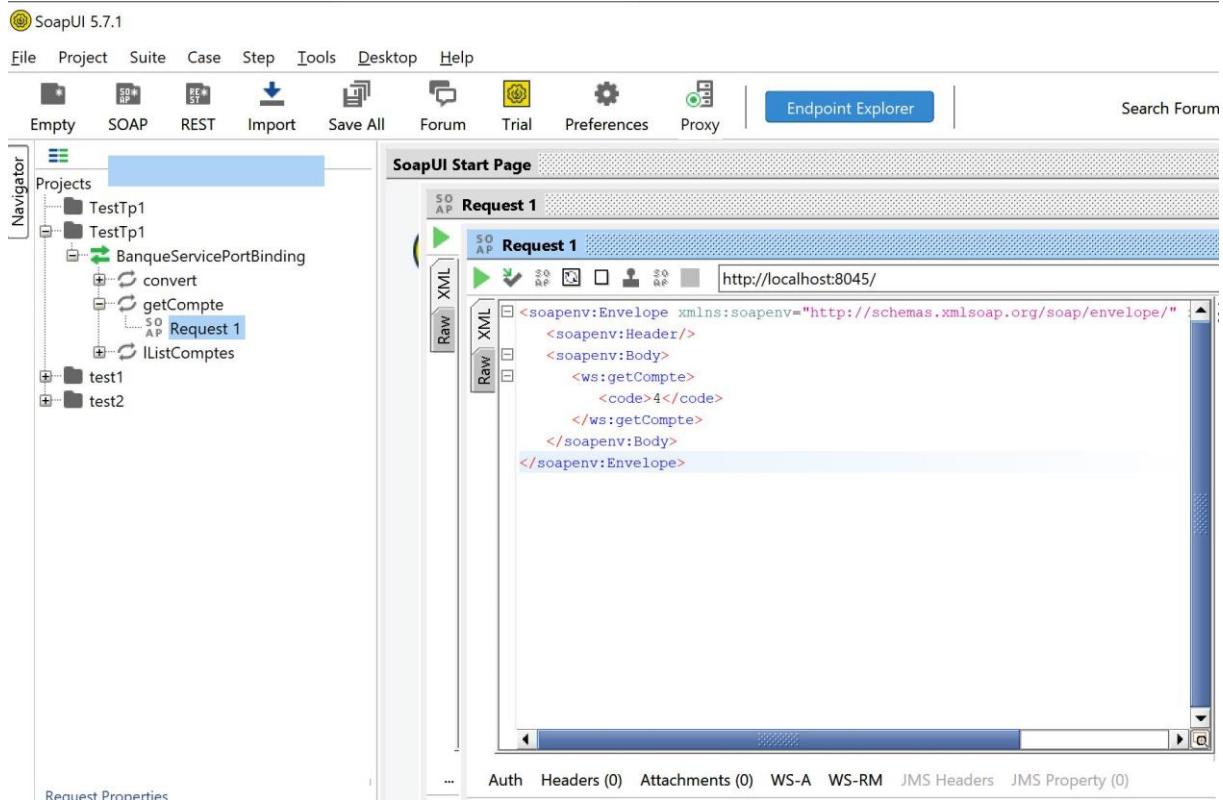 SoapUI 5.7.1
File Project Suite Case Step Tools Desktop Help
Empty SOAP REST Import Save All Forum Trial Preferences Proxy Endpoint Explorer Search Forum
Navigator
Projects
TestTp1
TestTp1
BanqueServicePortBinding
convert
getCompte
SOAP Request 1
lListComptes
test1
test2
SoapUI Start Page
SOAP Request 1
XML
Raw
SOAP Request 1
http://localhost:8045/
XML
Raw
<soapenv:Envelope xmlns:soapenv="http://schemas.xmlsoap.org/soap/envelope/"
<soapenv:Header/>
<soapenv:Body>
<ws:getCompte>
<code>4</code>
</ws:getCompte>
</soapenv:Body>
</soapenv:Envelope>
... Auth Headers (0) Attachments (0) WS-A WS-RM JMS Headers JMS Property (0)
Request Properties